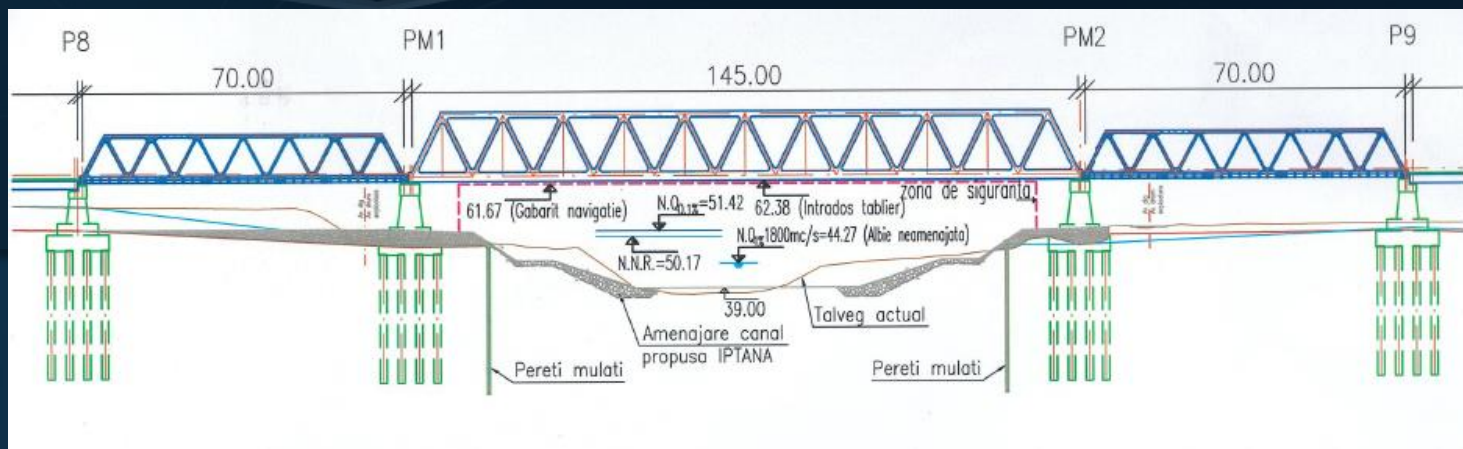 P8
PM1
PM2
P9
70.00
145.00
70.00
zona de siguranta
61.67 (Gabarit navigatie)
N.Q0.1%=51.42
62.38 (Intrados tablier)
=1800mc/s=44.27 (Albie neamenajata)
N.N.R.=50.17
39.00
Talveg actual
Amenajare canal
propusa IPTANA
Pereti mulati
Pereti mulati